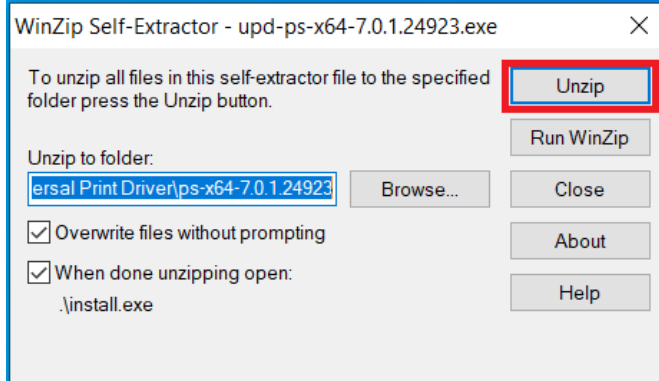 WinZip Self-Extractor - upd-ps-x64-7.0.1.24923.exe
To unzip all files in this self-extractor file to the specified
folder press the Unzip button.
Unzip
Run WinZip
Unzip to folder:
ersal Print Driver\ps-x64-7.0.1.24923
Browse...
Close
Overwrite files without prompting
About
When done unzipping open:
.\install.exe
Help